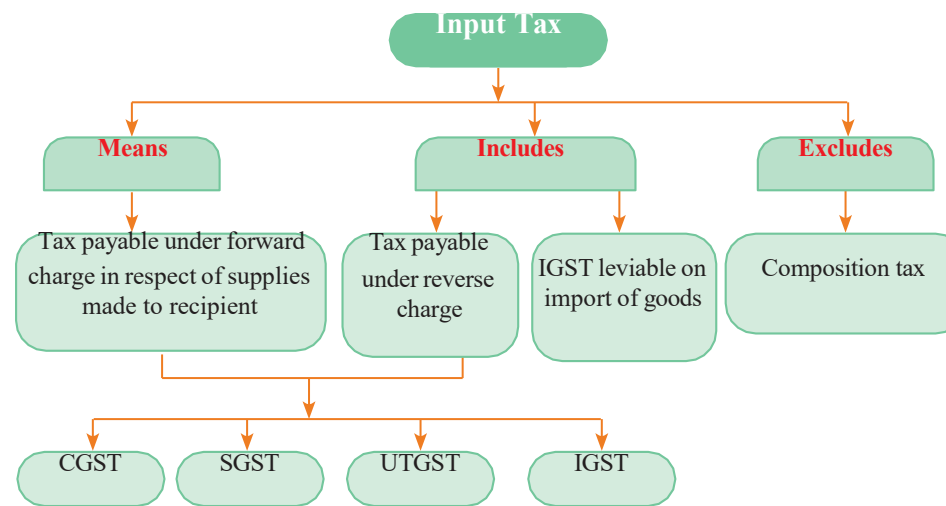 Input Tax
Means
Includes
Excludes
Tax payable under forward
charge in respect of supplies
made to recipient
Tax payable
under reverse
charge
IGST leviable on
import of goods
Composition tax
CGST
SGST
UTGST
IGST